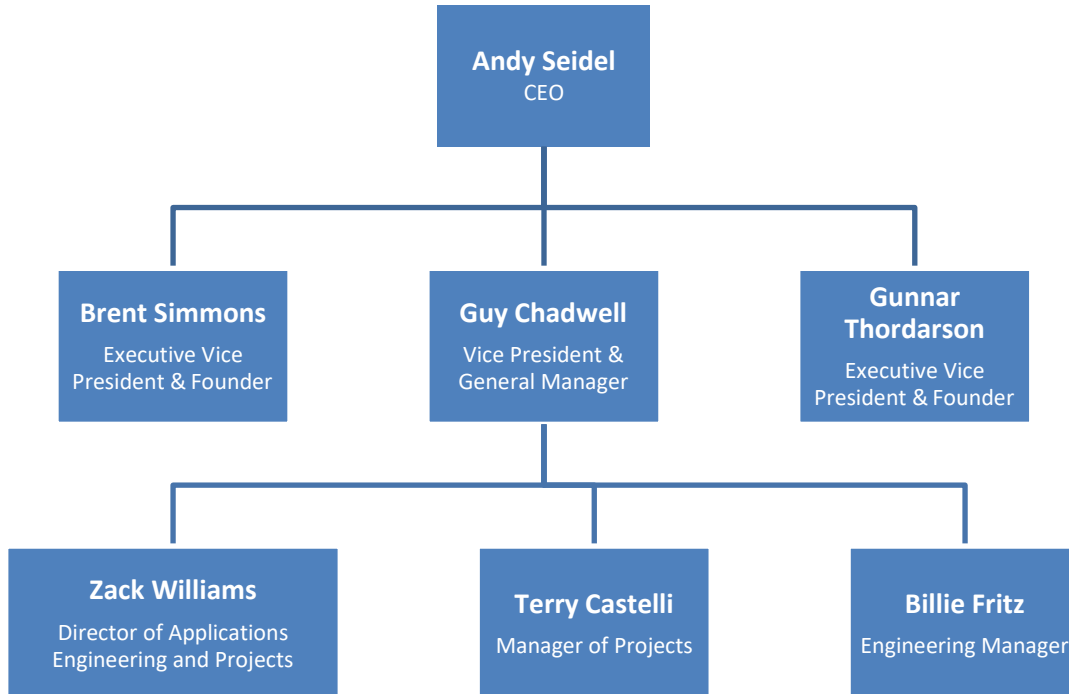 Andy Seidel
CEO
Brent Simmons
Executive Vice
President & Founder
Guy Chadwell
Vice President &
General Manager
Gunnar
Thordarson
Executive Vice
President & Founder
Zack Williams
Director of Applications
Engineering and Projects
Terry Castelli
Manager of Projects
Billie Fritz
Engineering Manager